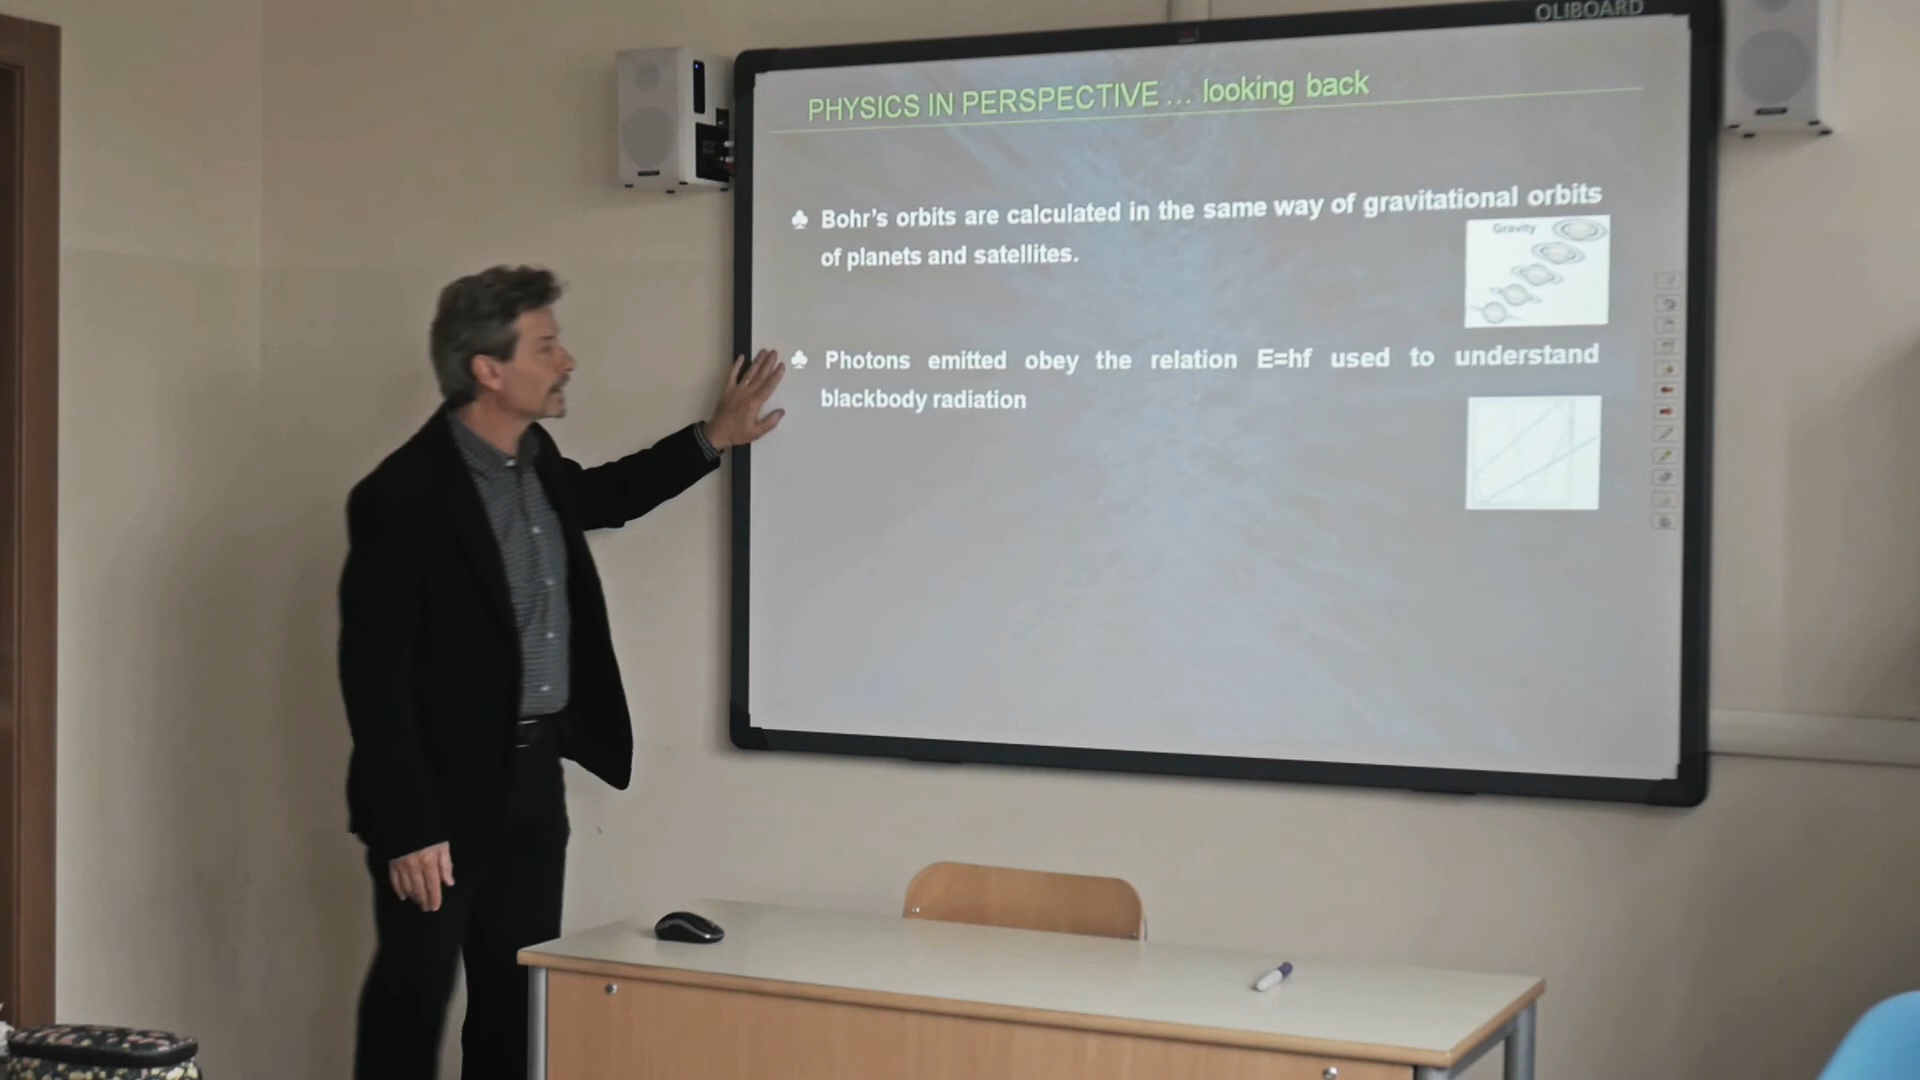 OLIBOARD
PHYSICS IN PERSPECTIVE ... looking back
♣ Bohr's orbits are calculated in the same way of gravitational orbits
of planets and satellites.
Gravity
♣ Photons emitted obey the relation E=hf used to understand
blackbody radiation